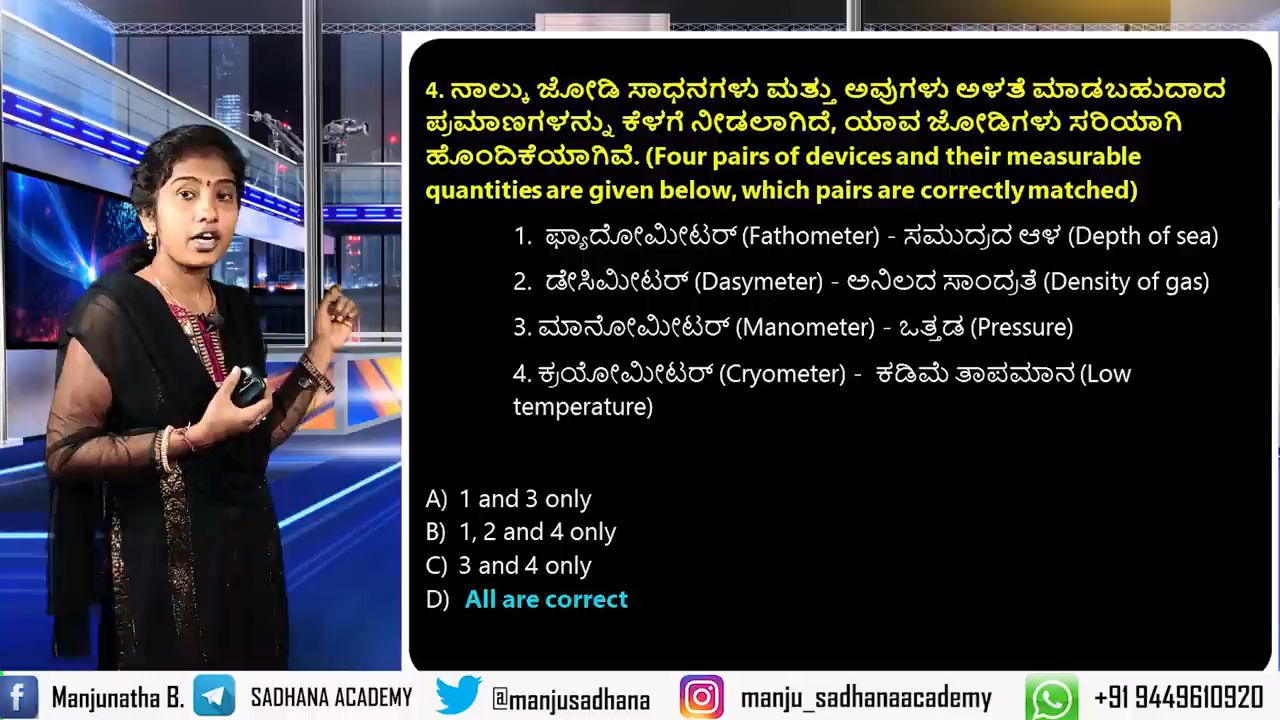 4. ನಾಲ್ಕು ಜೋಡಿ ಸಾಧನಗಳು ಮತ್ತು ಅವುಗಳು ಅಳತೆ ಮಾಡಬಹುದಾದ
ಪ್ರಮಾಣಗಳನ್ನು ಕೆಳಗೆ ನೀಡಲಾಗಿದೆ, ಯಾವ ಜೋಡಿಗಳು ಸರಿಯಾಗಿ
ಹೊಂದಿಕೆಯಾಗಿವೆ. (Four pairs of devices and their measurable
quantities are given below, which pairs are correctly matched)
1. ಫ್ಯಾದೋಮೀಟರ್ (Fathometer) - ಸಮುದ್ರದ ಆಳ (Depth of sea)
2. ಡೇಸಿಮೀಟರ್ (Dasymeter) - ಅನಿಲದ ಸಾಂದ್ರತೆ (Density of gas)
3. ಮಾನೋಮೀಟರ್ (Manometer) - ಒತ್ತಡ (Pressure)
4. ಕ್ರಯೋಮೀಟರ್ (Cryometer) - ಕಡಿಮೆ ತಾಪಮಾನ (Low
temperature)
A) 1 and 3 only
B) 1, 2 and 4 only
C) 3 and 4 only
D) All are correct
Manjunatha B. SADHANA ACADEMY @manjusadhana manju_sadhanaacademy +91 9449610920